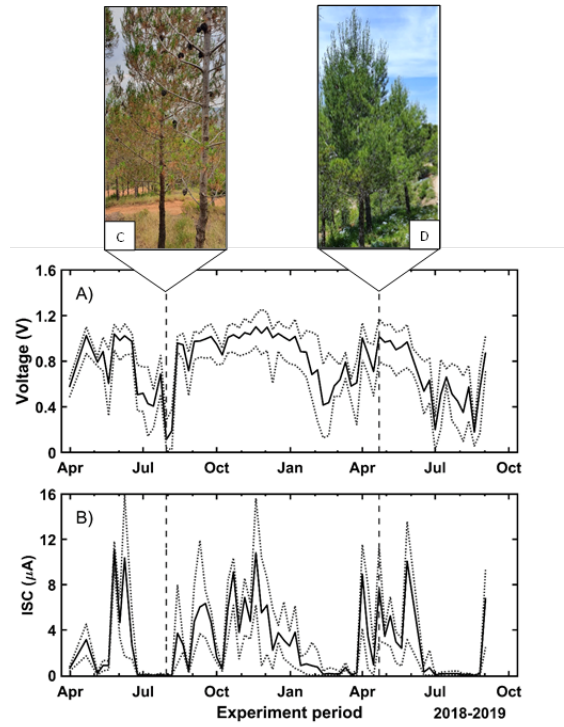 C
D
A)
Voltage (V)
1.6
1.2
0.8
0.4
0
Apr Jul Oct Jan Apr Jul Oct
B)
ISC (µA)
16
12
8
4
0
Apr Jul Oct Jan Apr Jul Oct
Experiment period
2018-2019